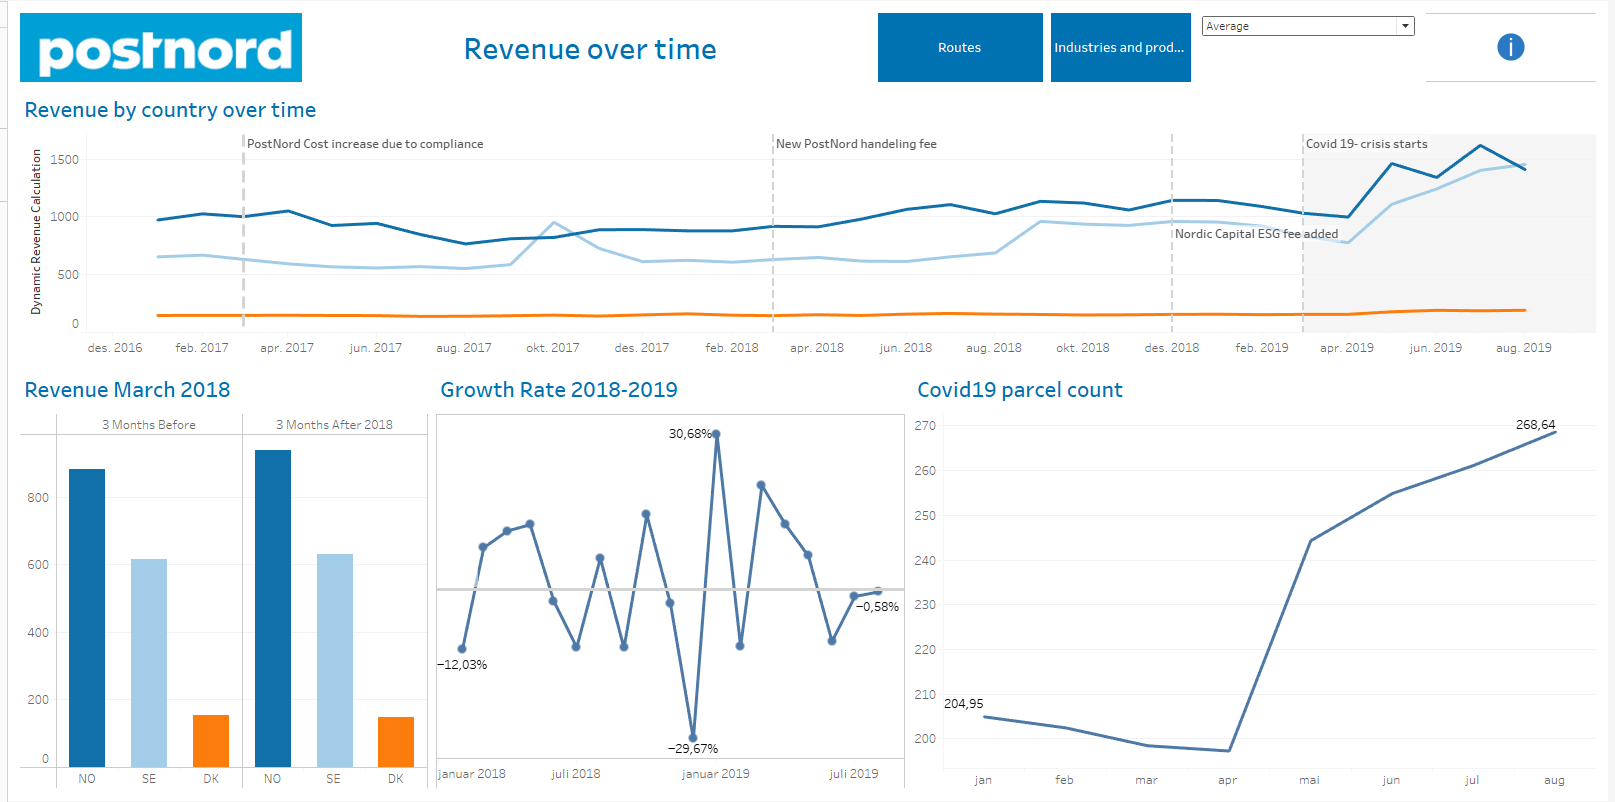 postnord
Revenue over time
Routes
Industries and prod...
Average
i
Revenue by country over time
Dynamic Revenue Calculation
1500
1000
500
0
PostNord Cost increase due to compliance
New PostNord handeling fee
Covid 19- crisis starts
Nordic Capital ESG fee added
des. 2016 feb. 2017 apr. 2017 jun. 2017 aug. 2017 okt. 2017 des. 2017 feb. 2018 apr. 2018 jun. 2018 aug. 2018 okt. 2018 des. 2018 feb. 2019 apr. 2019 jun. 2019 aug. 2019
Revenue March 2018
3 Months Before 3 Months After 2018
800
600
400
200
0
NO SE DK NO SE DK
Growth Rate 2018-2019
30,68%
−0,58%
−12,03%
−29,67%
januar 2018 juli 2018 januar 2019 juli 2019
Covid19 parcel count
270
260
250
240
230
220
210
200
268,64
204,95
jan feb mar apr mai jun jul aug